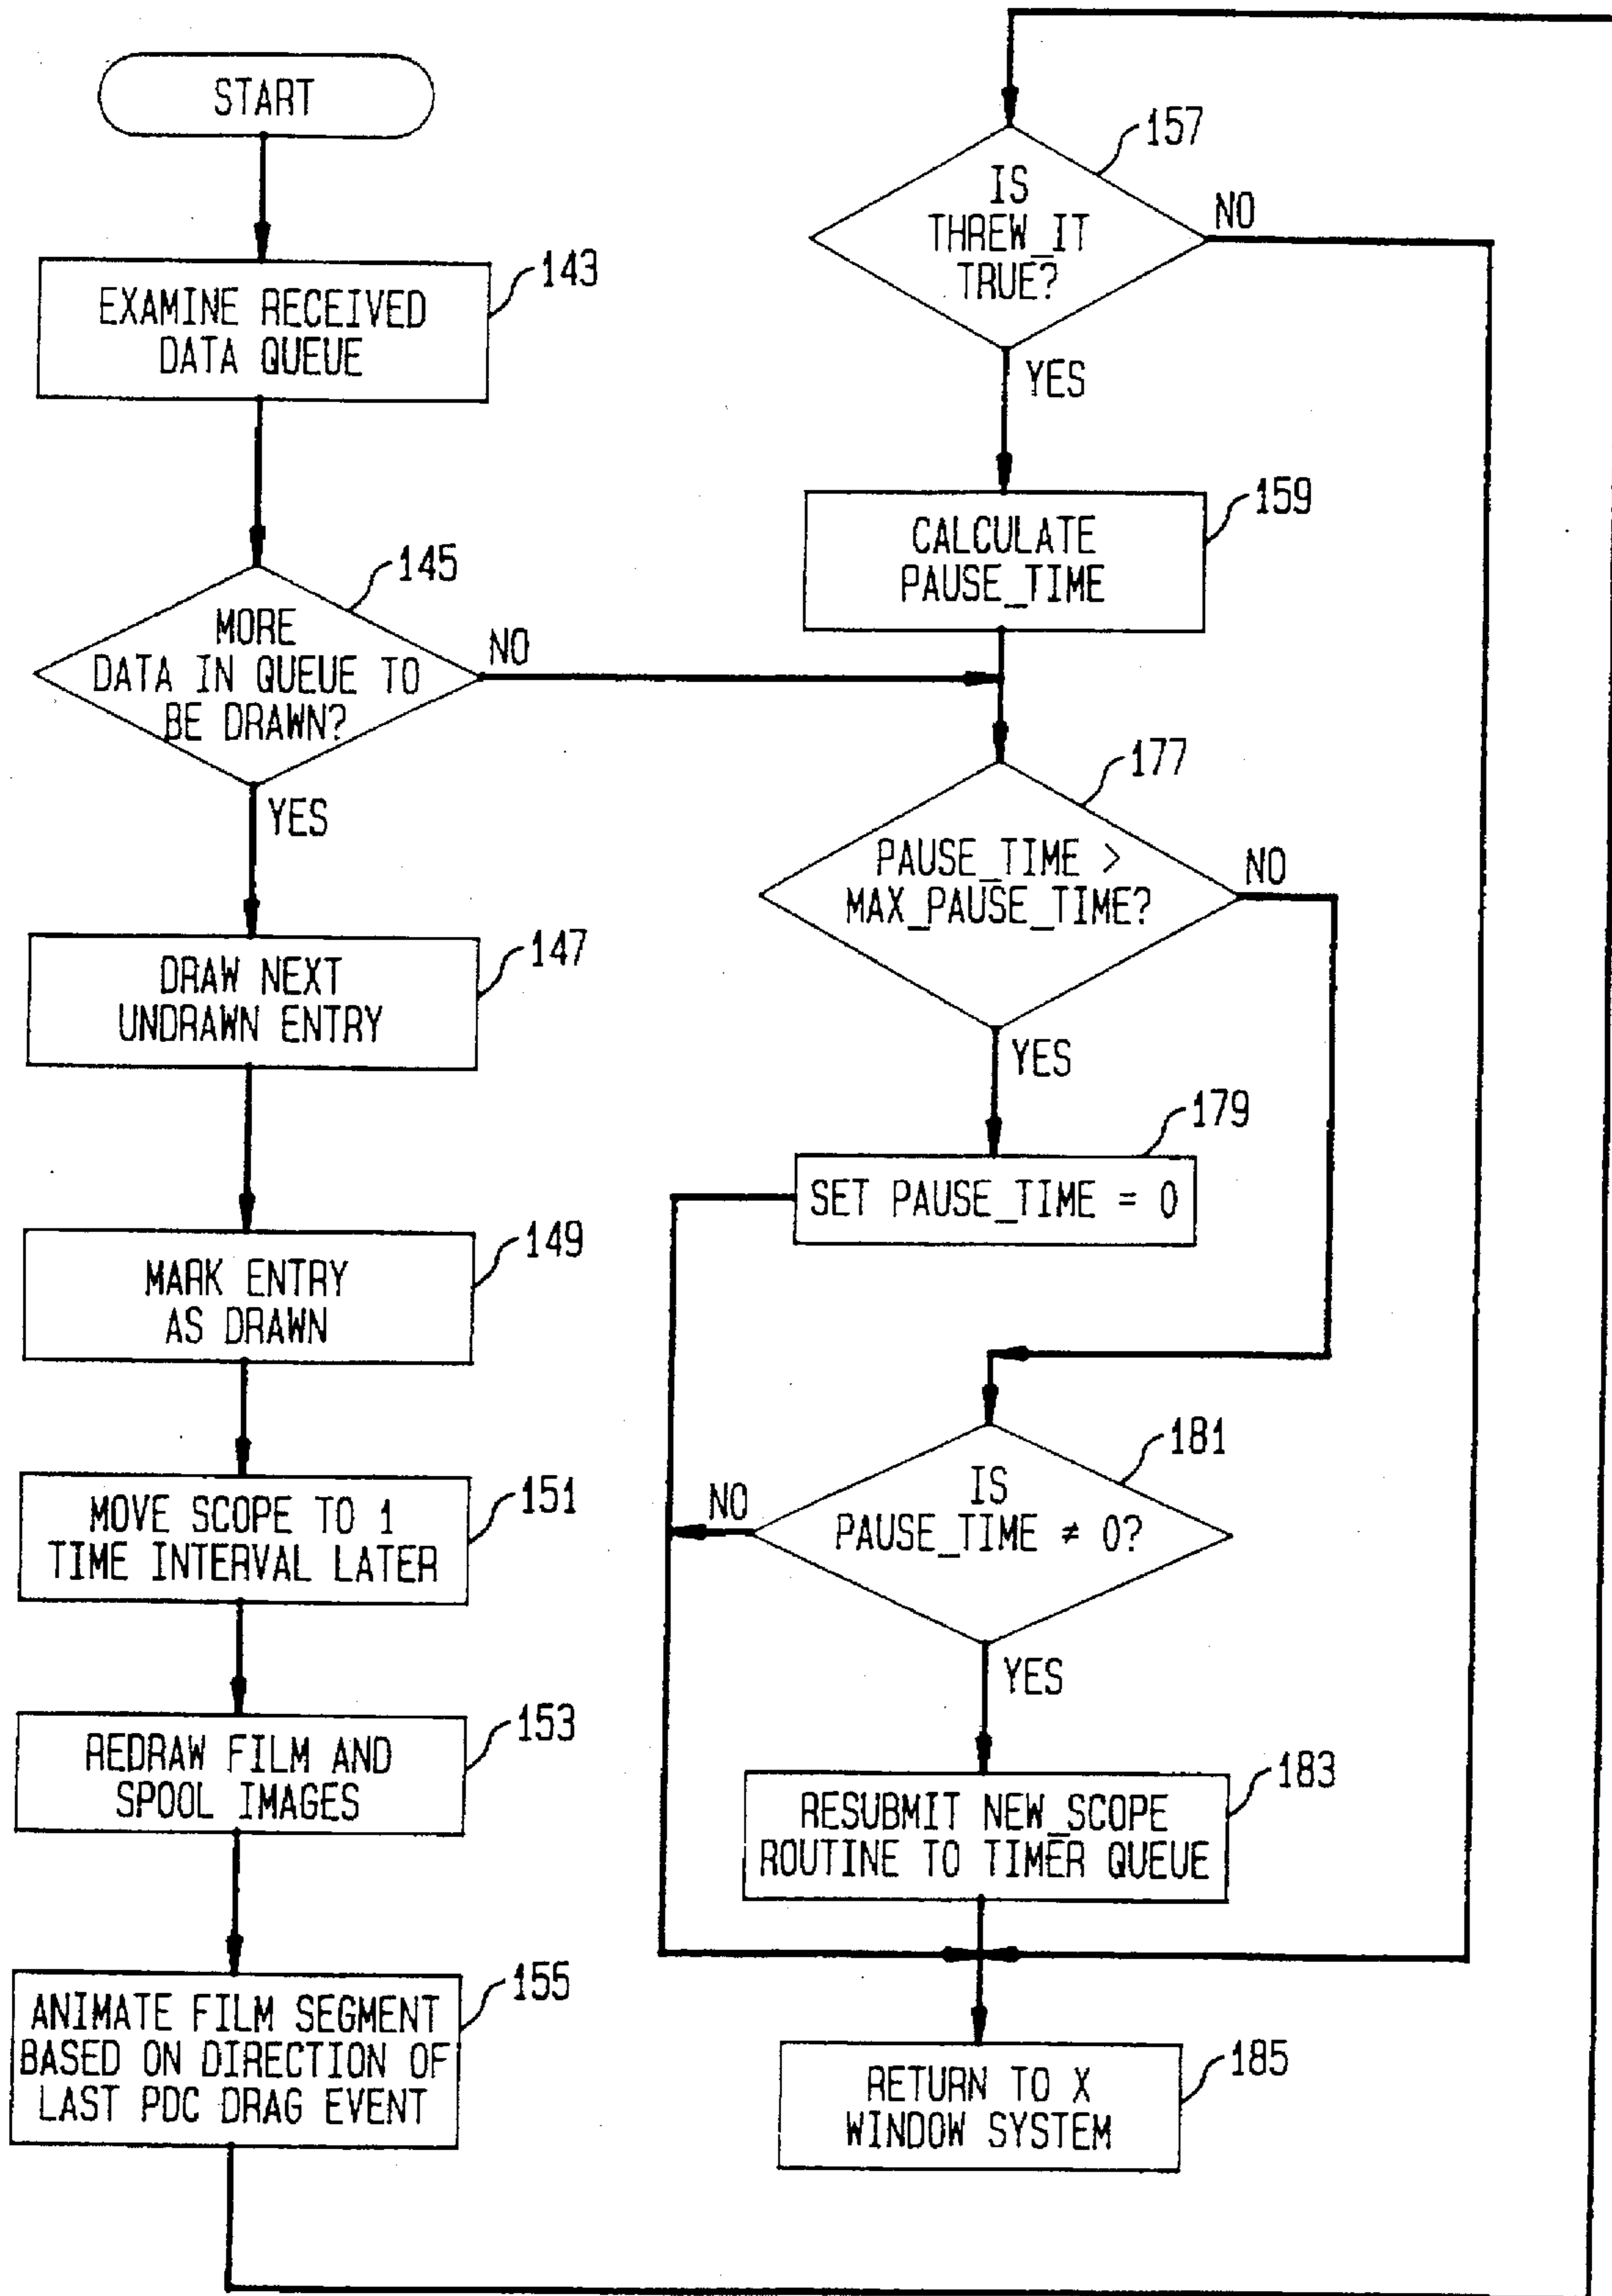 START
143
EXAMINE RECEIVED
DATA QUEUE
145
MORE
DATA IN QUEUE TO
BE DRAWN?
NO
YES
147
DRAW NEXT
UNDRAWN ENTRY
149
MARK ENTRY
AS DRAWN
151
MOVE SCOPE TO 1
TIME INTERVAL LATER
153
REDRAW FILM AND
SPOOL IMAGES
155
ANIMATE FILM SEGMENT
BASED ON DIRECTION OF
LAST PDC DRAG EVENT
157
IS
THREW_IT
TRUE?
NO
YES
159
CALCULATE
PAUSE_TIME
177
PAUSE_TIME >
MAX_PAUSE_TIME?
NO
YES
179
SET PAUSE_TIME = 0
181
IS
PAUSE_TIME ≠ 0?
NO
YES
183
RESUBMIT NEW_SCOPE
ROUTINE TO TIMER QUEUE
185
RETURN TO X
WINDOW SYSTEM